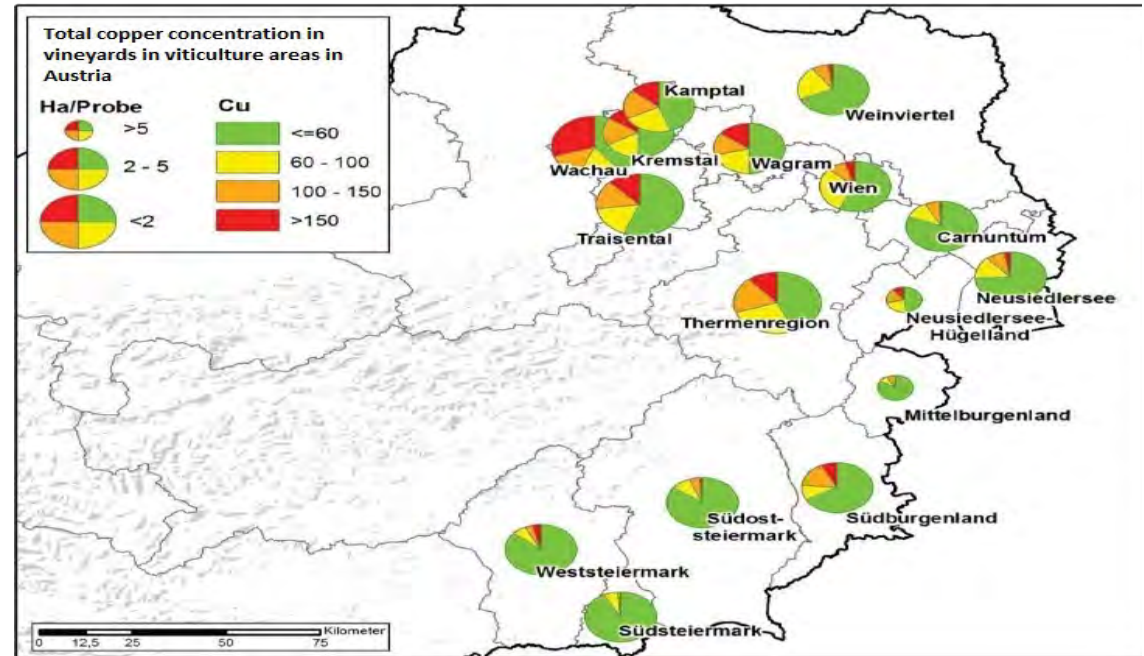 Total copper concentration in
vineyards in viticulture areas in
Austria
Ha/Probe Cu
>5 <=60
2 - 5 60 - 100
<2 100 - 150
>150
Kamptal
Weinviertel
Kremstal
Wachau
Wagram
Wien
Traisental
Carnuntum
Neusiedlersee
Thermenregion
Neusiedlersee-
Hügelland
Mittelburgenland
Südost-
steiermark
Südburgenland
Weststeiermark
Südsteiermark
Kilometer
0 12,5 25 50 75